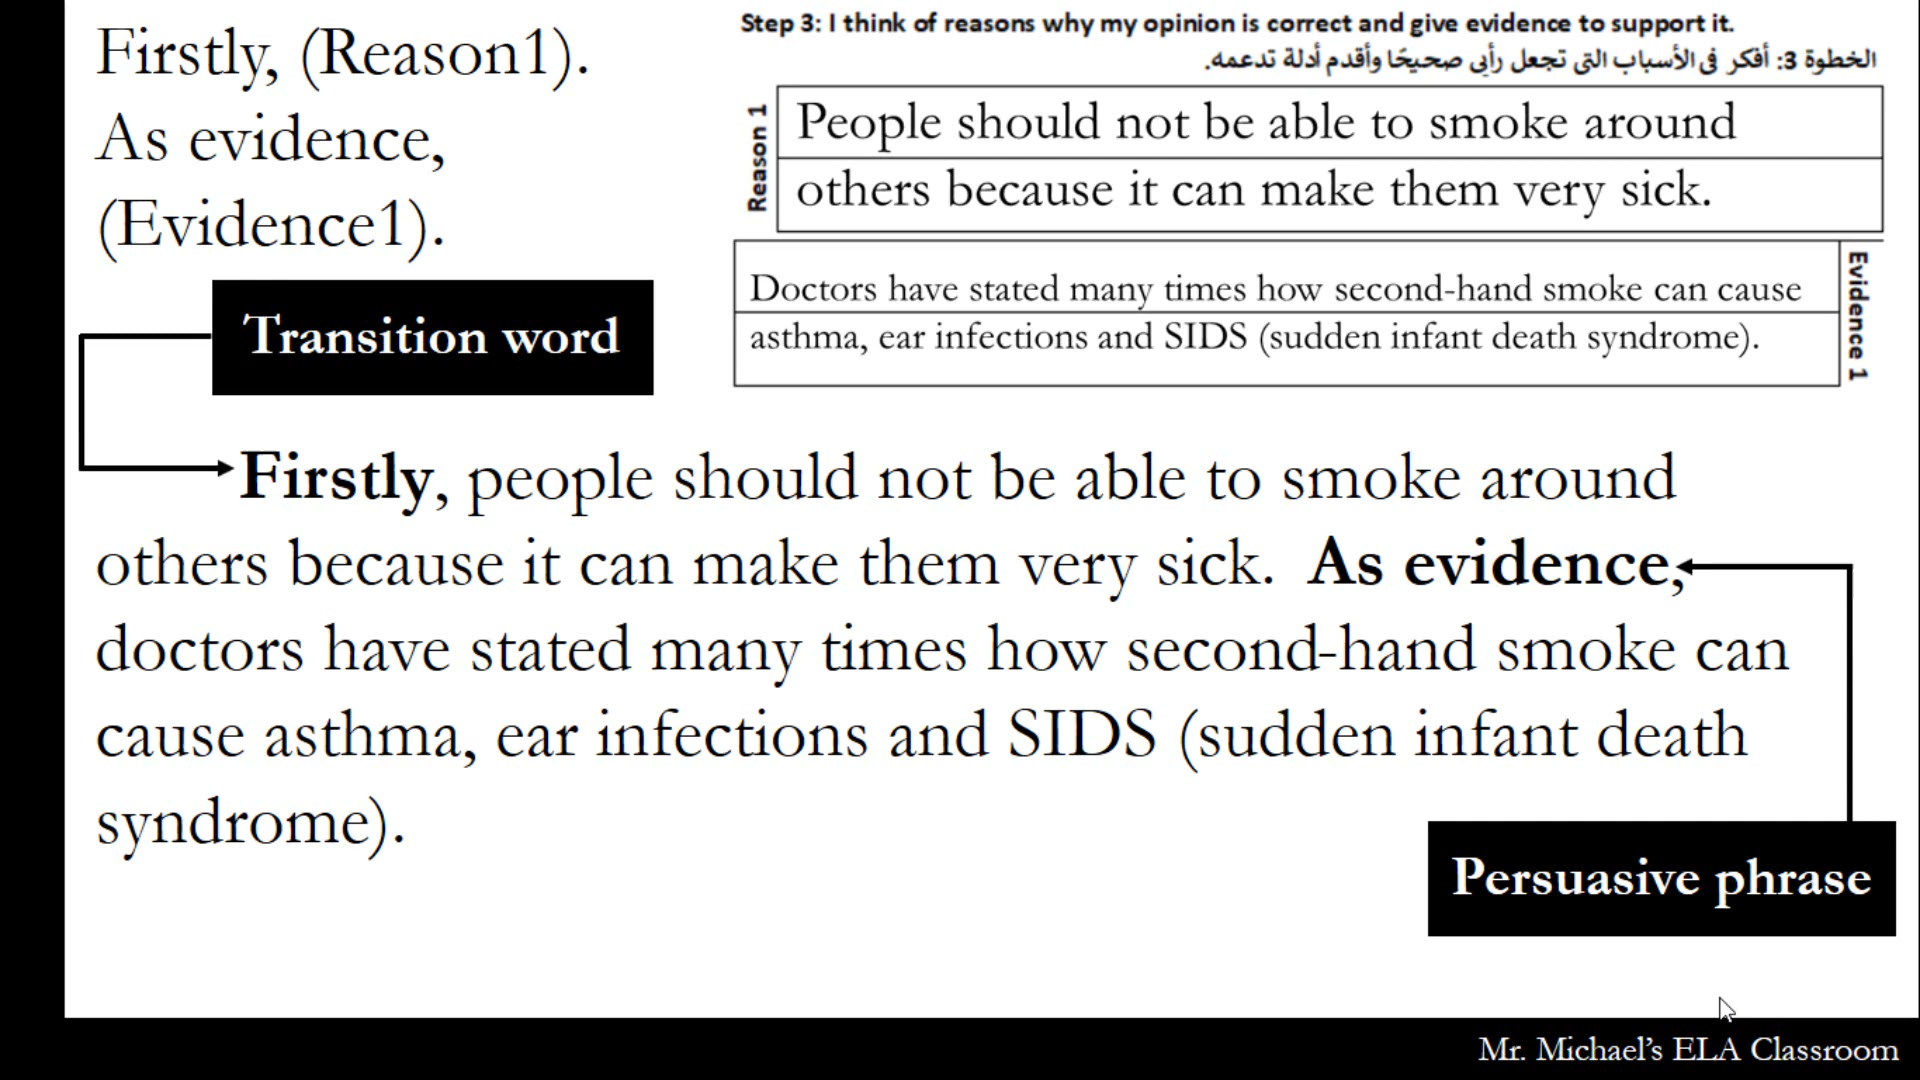 Firstly, (Reason1).
As evidence,
(Evidence1).
Step 3: I think of reasons why my opinion is correct and give evidence to support it.
الخطوة 3: أفكر فى الأسباب التى تجعل رأيى صحيحًا وأقدم أدلة تدعمه.
Reason 1
People should not be able to smoke around
others because it can make them very sick.
Doctors have stated many times how second-hand smoke can cause
asthma, ear infections and SIDS (sudden infant death syndrome).
Evidence 1
Transition word
Firstly, people should not be able to smoke around
others because it can make them very sick. As evidence,
doctors have stated many times how second-hand smoke can
cause asthma, ear infections and SIDS (sudden infant death
syndrome).
Persuasive phrase
Mr. Michael's ELA Classroom